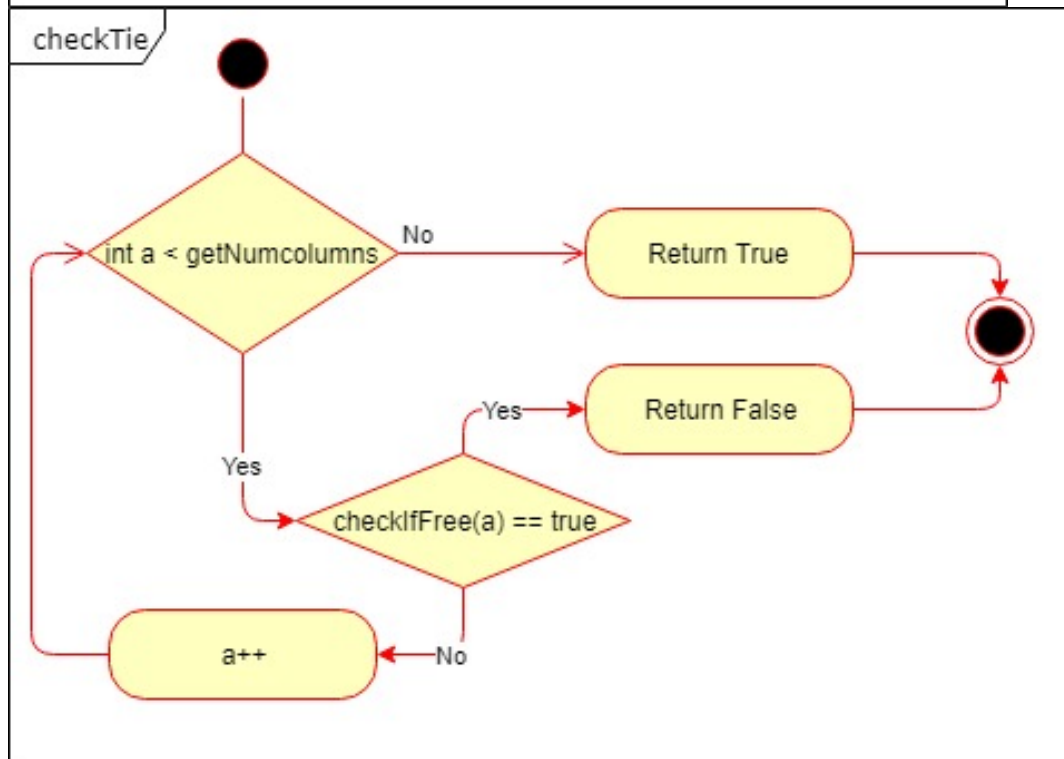 checkTie
int a < getNumcolumns
No
Return True
Yes
Return False
Yes
checkIfFree(a) == true
a++
No